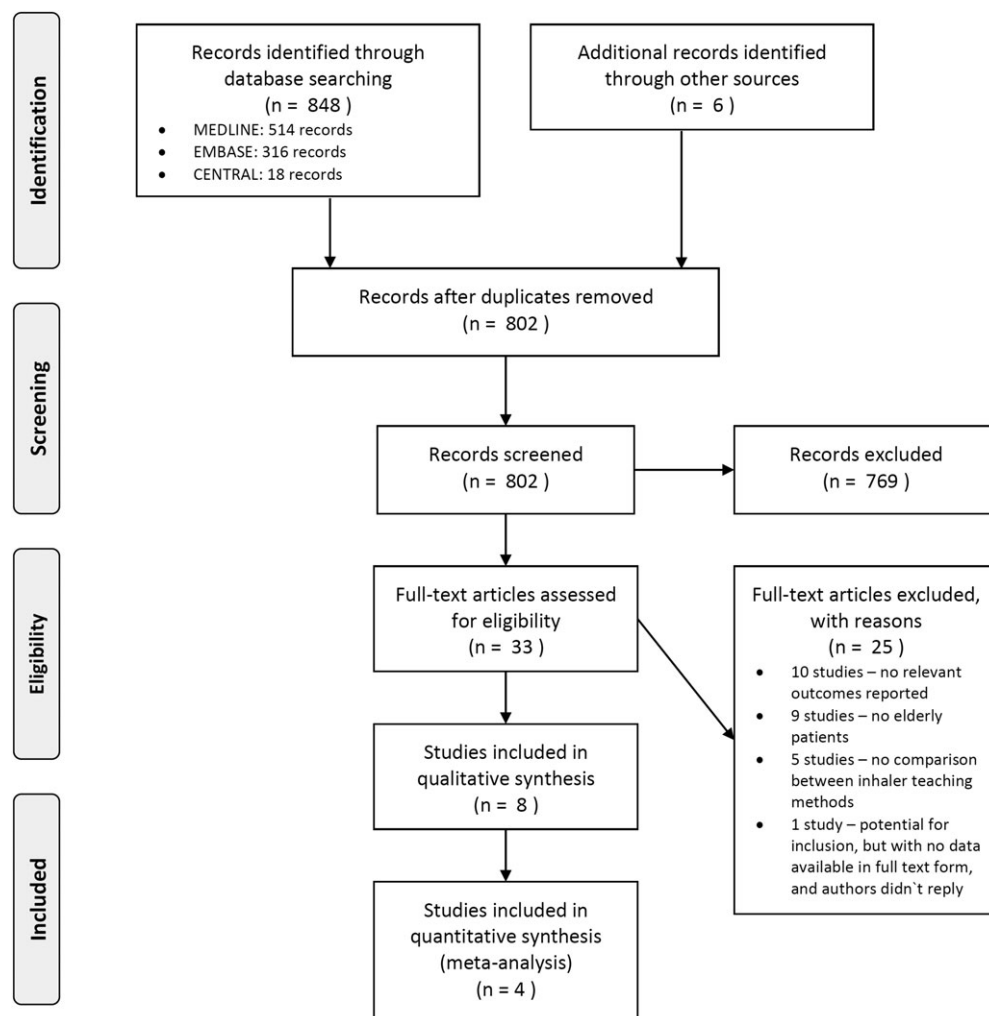 Identification
Records identified through
database searching
(n = 848 )
• MEDLINE: 514 records
• EMBASE: 316 records
• CENTRAL: 18 records
Additional records identified
through other sources
(n = 6 )
Records after duplicates removed
(n = 802 )
Screening
Records screened
(n = 802 )
Records excluded
(n = 769 )
Eligibility
Full-text articles assessed
for eligibility
(n = 33 )
Full-text articles excluded,
with reasons
(n = 25 )
• 10 studies – no relevant
outcomes reported
• 9 studies – no elderly
patients
• 5 studies – no comparison
between inhaler teaching
methods
• 1 study – potential for
inclusion, but with no data
available in full text form,
and authors didn`t reply
Studies included in
qualitative synthesis
(n = 8 )
Included
Studies included in
quantitative synthesis
(meta-analysis)
(n = 4 )